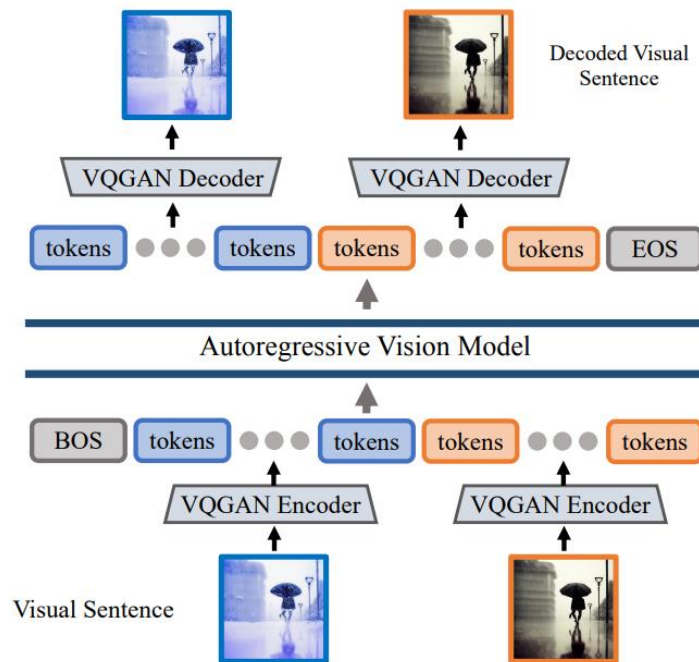 Decoded Visual
Sentence
VQGAN Decoder VQGAN Decoder
tokens tokens tokens tokens EOS
Autoregressive Vision Model
BOS tokens tokens tokens tokens
VQGAN Encoder VQGAN Encoder
Visual Sentence